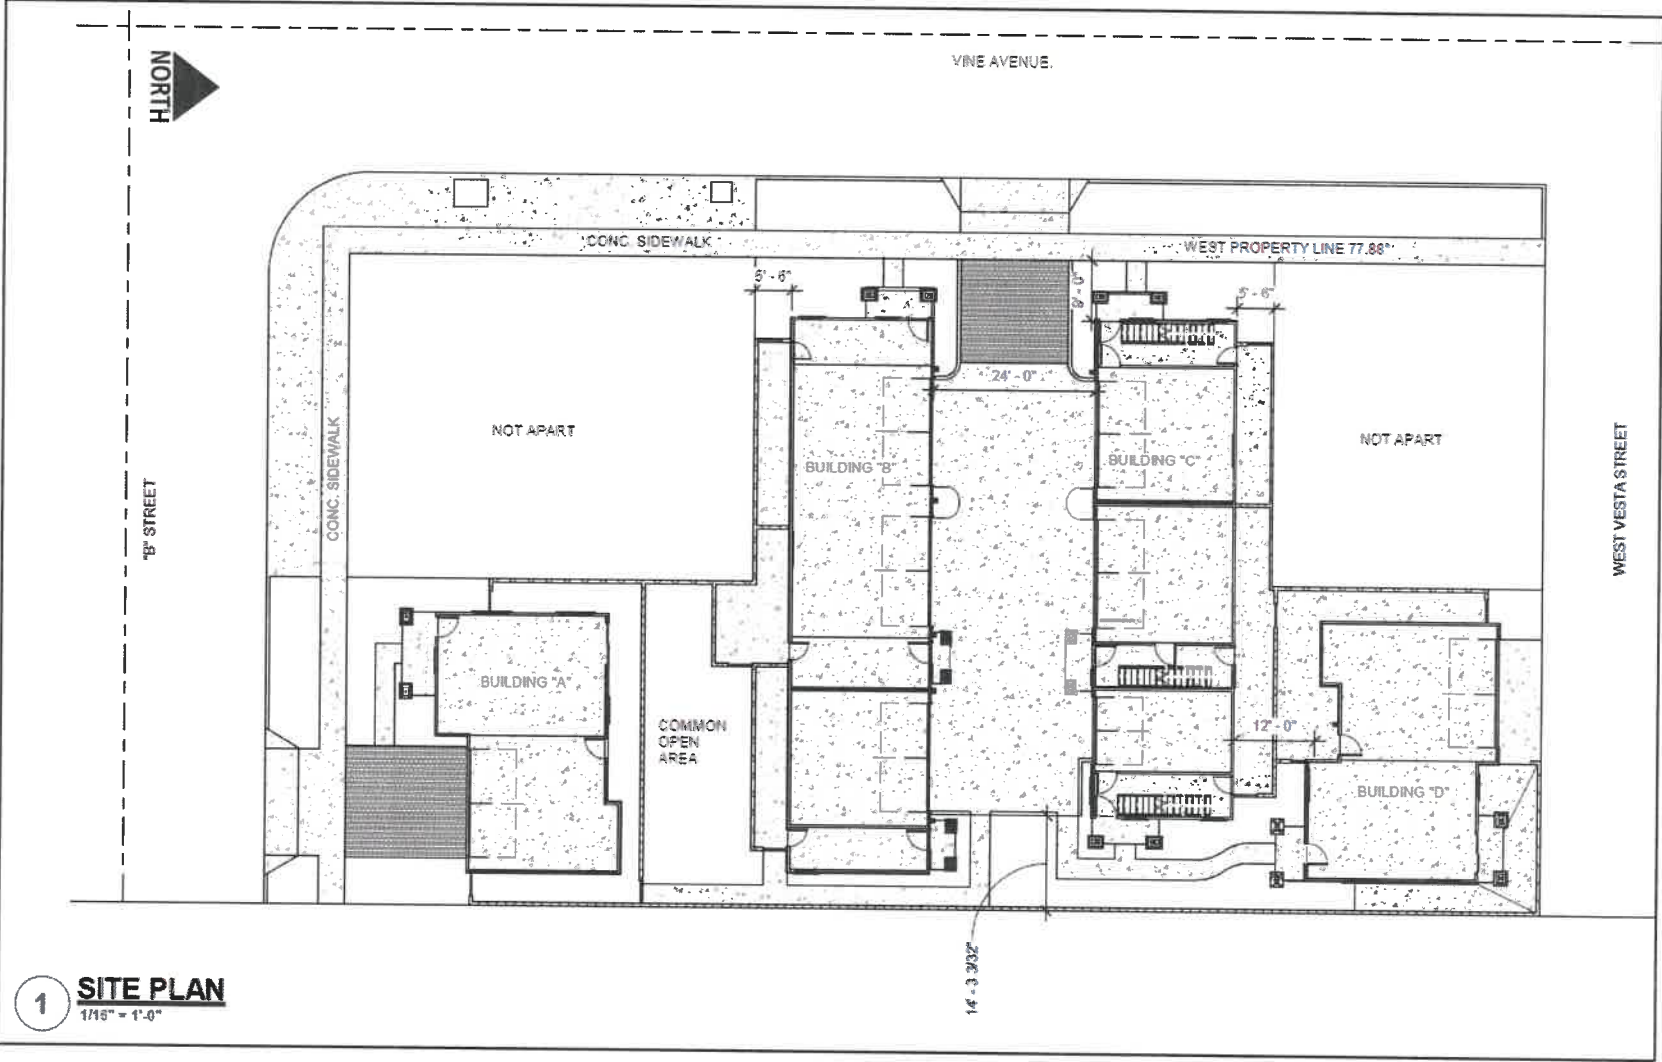 VINE AVENUE.
NORTH
CONC. SIDEWALK
WEST PROPERTY LINE 77.88"
5' - 6"
9' - 0"
5' - 6"
24' - 0"
NOT APART
CONC. SIDEWALK
BUILDING "B"
BUILDING "C"
NOT APART
"B" STREET
WEST VESTA STREET
BUILDING "A"
COMMON
OPEN
AREA
12' - 0"
BUILDING "D"
14' - 3 3/32"
1
SITE PLAN
1/16" = 1'-0"